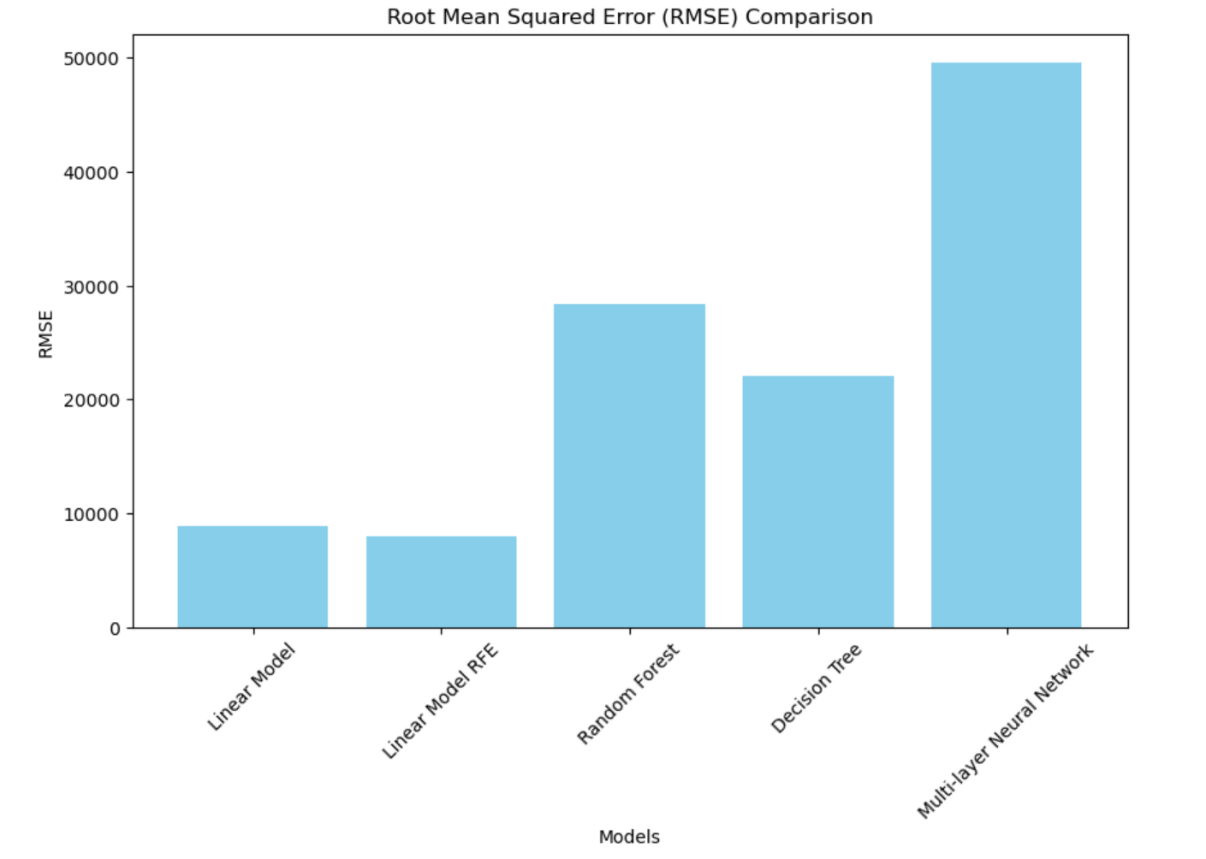 Root Mean Squared Error (RMSE) Comparison
50000
40000
30000
20000
10000
0
RMSE
Linear Model
Linear Model RFE
Random Forest
Decision Tree
Multi-layer Neural Network
Models